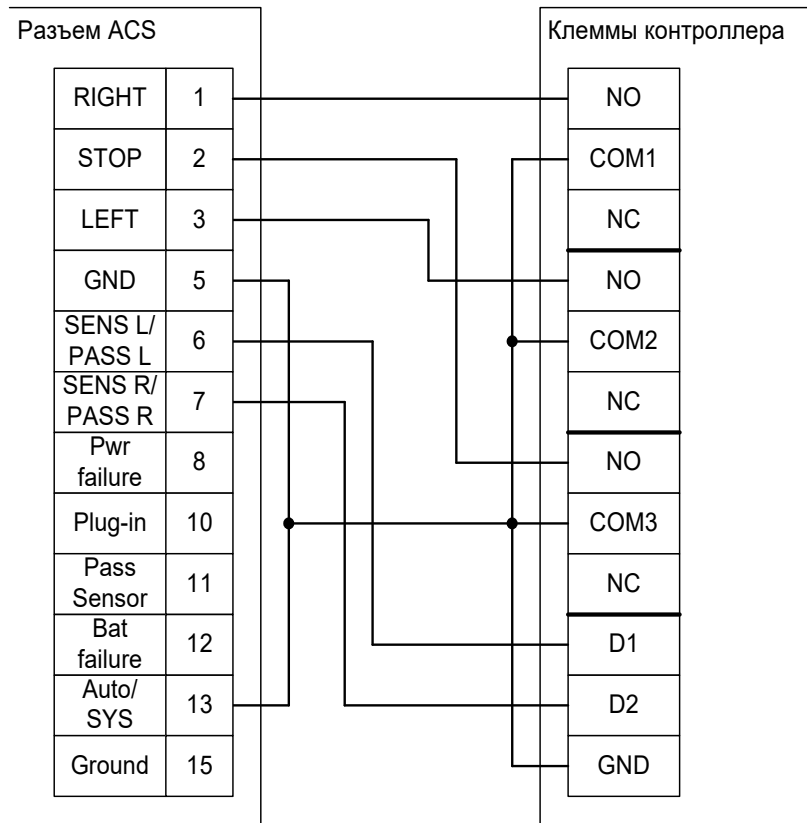 Разъем ACS
Клеммы контроллера
RIGHT 1
STOP 2
LEFT 3
GND 5
SENS L/
PASS L
6
SENS R/
PASS R
7
Pwr
failure
8
Plug-in 10
Pass
Sensor
11
Bat
failure
12
Auto/
SYS
13
Ground 15
NO
COM1
NC
NO
COM2
NC
NO
COM3
NC
D1
D2
GND